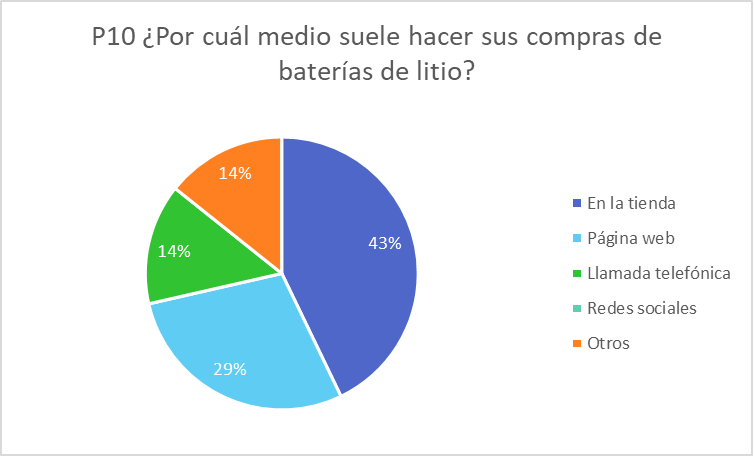 P10 ¿Por cuál medio suele hacer sus compras de
baterías de litio?
14%
43%
14%
29%
En la tienda
Página web
Llamada telefónica
Redes sociales
Otros